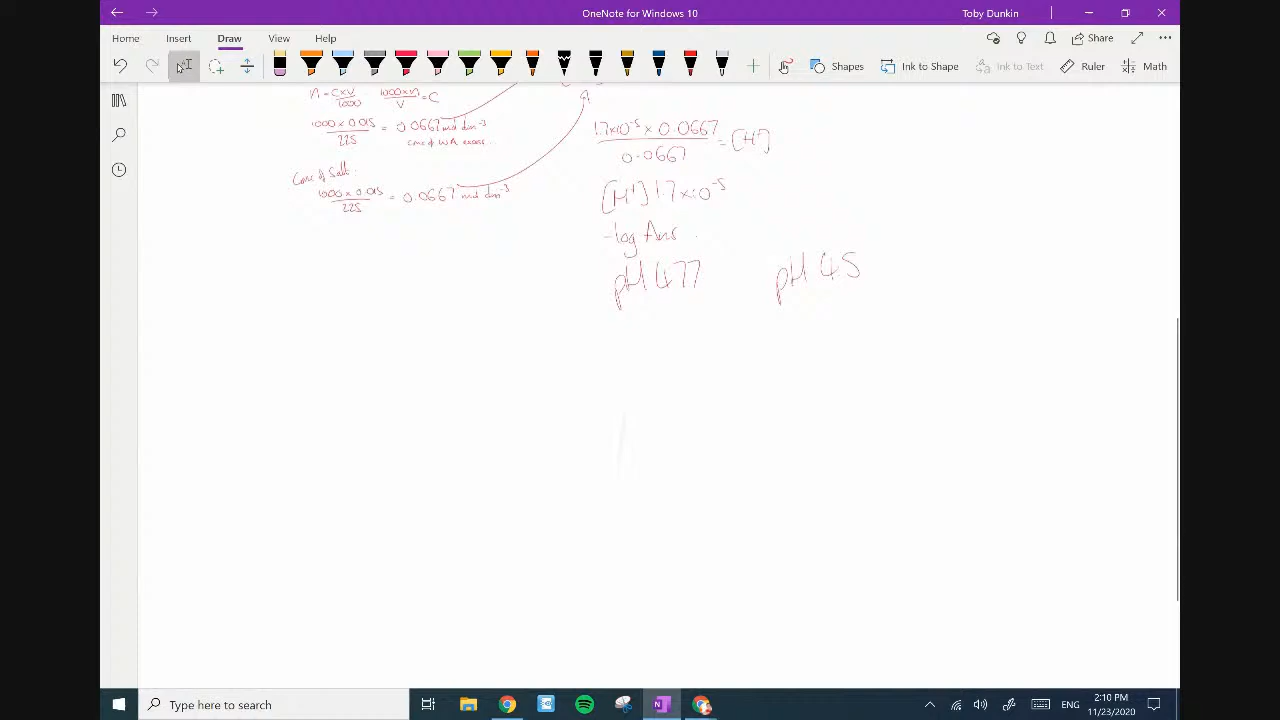 OneNote for Windows 10
Toby Dunkin
Home Insert Draw View Help
Share
Shapes Ink to Shape Ink to Text Ruler Math
n = C×V/1000 1000×n/V = C
1000 × 0.015/225 = 0.0667 mol dm⁻³
conc of WA excess..
Conc of Salt:
1000 × 0.015/225 = 0.0667 mol dm⁻³
1.7×10⁻⁵ × 0.0667/0.0667 = [H⁺]
[H⁺] 1.7×10⁻⁵
-log Ans
pH 4.77
pH 4.5
Type here to search
ENG
2:10 PM
11/23/2020